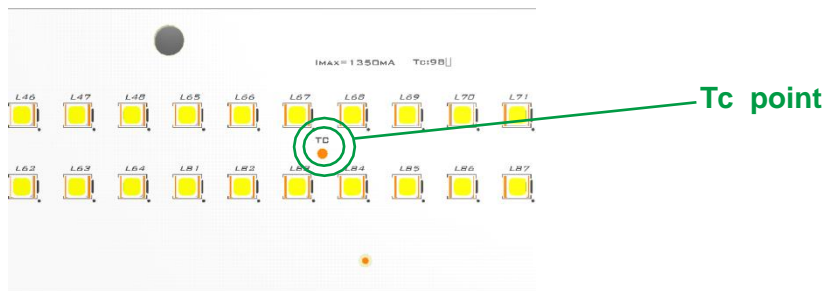 IMAX=1350MA TC:98
L46 L47 L48 L65 L66 L67 L68 L69 L70 L71
Tc point
TC
L62 L63 L64 L81 L82 L83 L84 L85 L86 L87